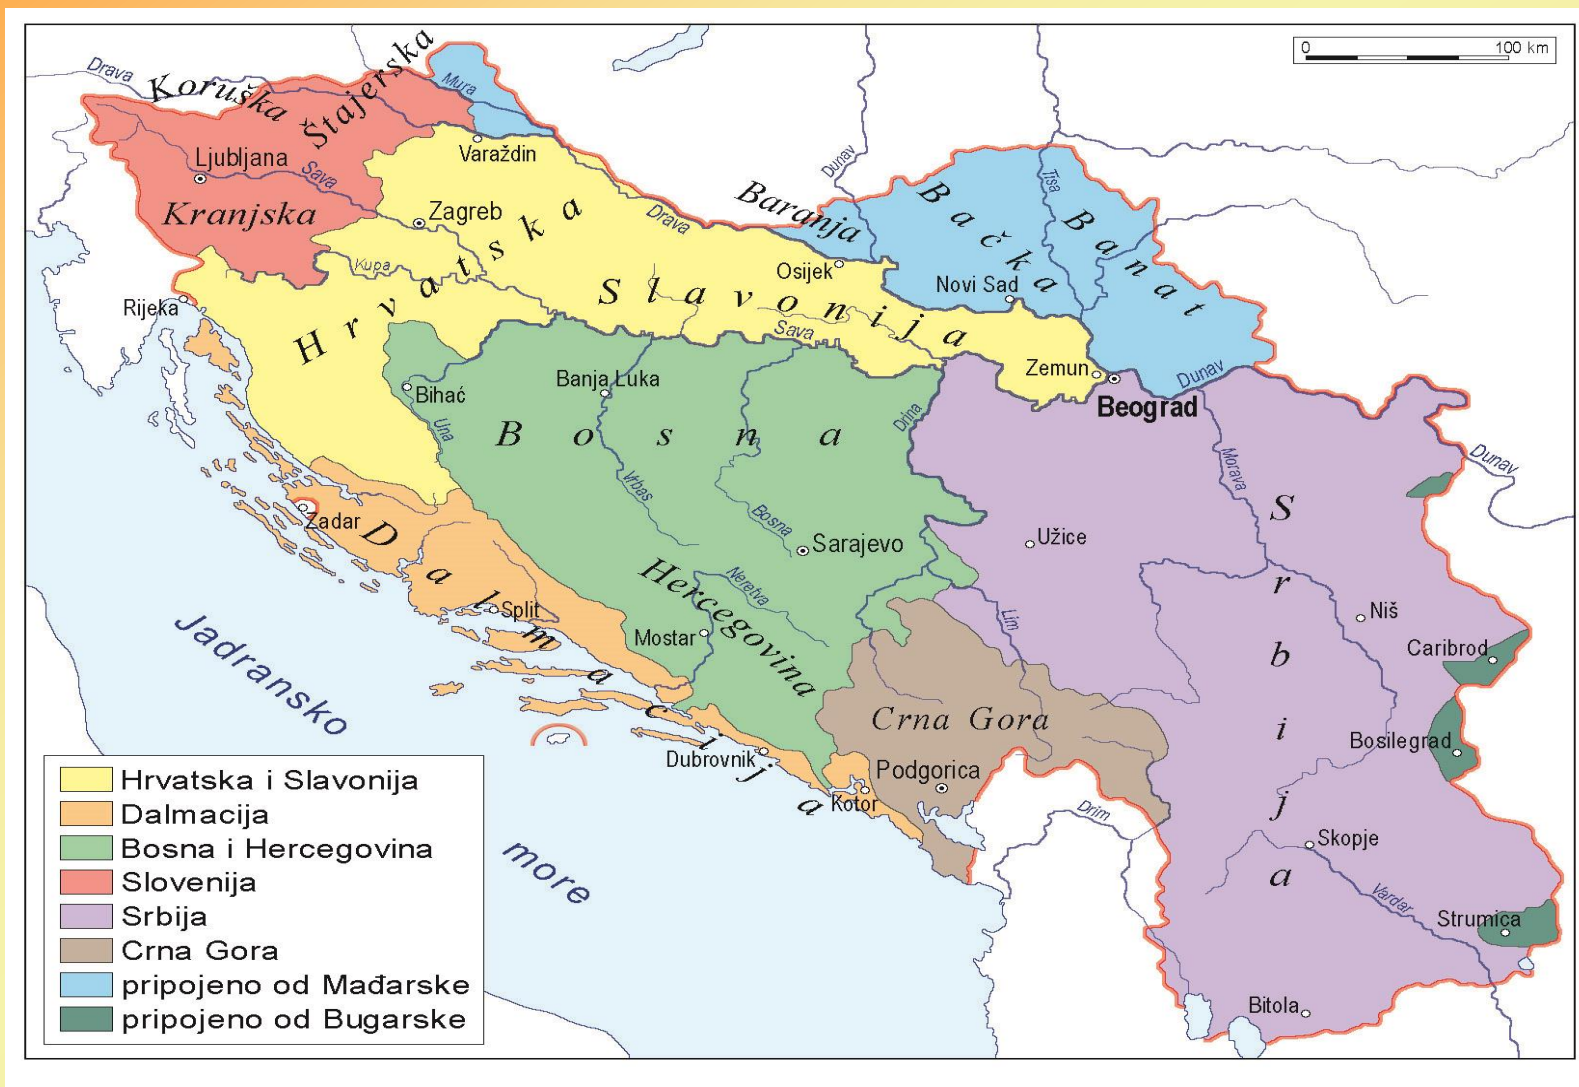 0 100 km
Drava
Koruška
Štajerska
Mura
Ljubljana
Sava
Kranjska
Varaždin
Zagreb
Hrvatska
Kupa
Rijeka
Drava
Dunav
Baranja
Bačka
Tisa
Bajnat
Osijek
Novi Sad
Slavonija
Sava
Zemun
Dunav
Beograd
Bihać
Una
Banja Luka
Bosna
Drina
Vrbas
Bosna
Sarajevo
Morava
Dunav
Užice
Srbija
Zadar
Dalmacija
Split
Hercegovina
Neretva
Mostar
Lim
Niš
Caribrod
Jadransko
more
Crna Gora
Dubrovnik
Kotor
Podgorica
Bosilegrad
Drim
Skopje
Vardar
Strumica
Bitola
Hrvatska i Slavonija
Dalmacija
Bosna i Hercegovina
Slovenija
Srbija
Crna Gora
pripojeno od Mađarske
pripojeno od Bugarske